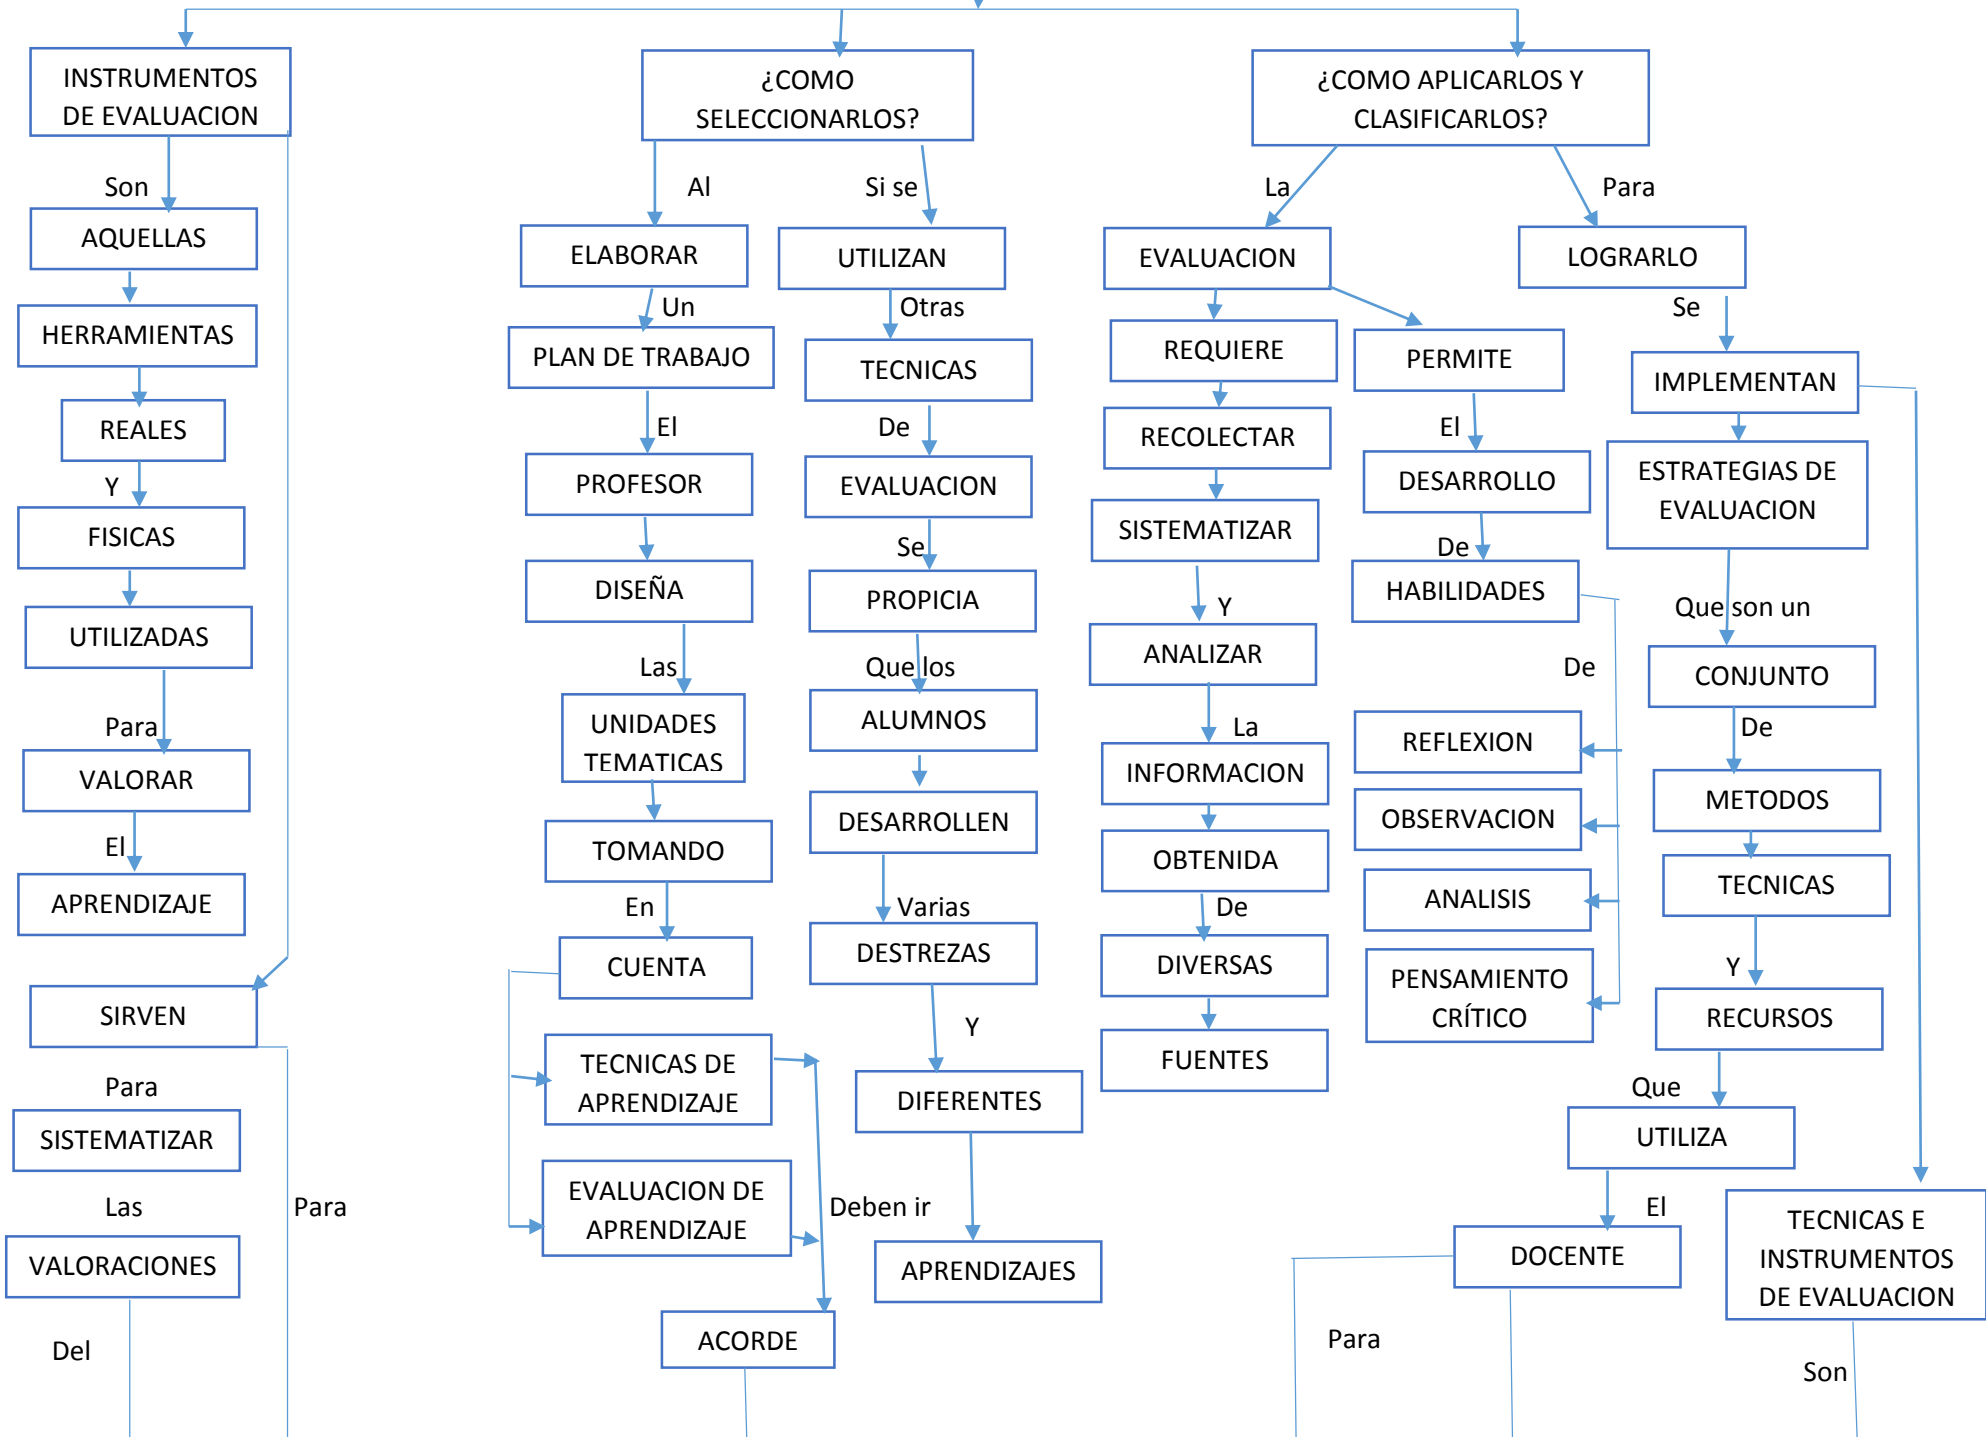 INSTRUMENTOS
DE EVALUACION
Son
AQUELLAS
HERRAMIENTAS
REALES
Y
FISICAS
UTILIZADAS
Para
VALORAR
El
APRENDIZAJE
SIRVEN
Para
SISTEMATIZAR
Las
VALORACIONES
Del
Para
¿COMO
SELECCIONARLOS?
Al
ELABORAR
Un
PLAN DE TRABAJO
El
PROFESOR
DISEÑA
Las
UNIDADES
TEMATICAS
TOMANDO
En
CUENTA
TECNICAS DE
APRENDIZAJE
EVALUACION DE
APRENDIZAJE
Deben ir
ACORDE
Si se
UTILIZAN
Otras
TECNICAS
De
EVALUACION
Se
PROPICIA
Que los
ALUMNOS
DESARROLLEN
Varias
DESTREZAS
Y
DIFERENTES
APRENDIZAJES
¿COMO APLICARLOS Y
CLASIFICARLOS?
La
EVALUACION
REQUIERE
RECOLECTAR
SISTEMATIZAR
Y
ANALIZAR
La
INFORMACION
OBTENIDA
De
DIVERSAS
FUENTES
PERMITE
El
DESARROLLO
De
HABILIDADES
De
REFLEXION
OBSERVACION
ANALISIS
PENSAMIENTO
CRÍTICO
Para
LOGRARLO
Se
IMPLEMENTAN
ESTRATEGIAS DE
EVALUACION
Que son un
CONJUNTO
De
METODOS
TECNICAS
Y
RECURSOS
Que
UTILIZA
El
DOCENTE
Para
TECNICAS E
INSTRUMENTOS
DE EVALUACION
Son